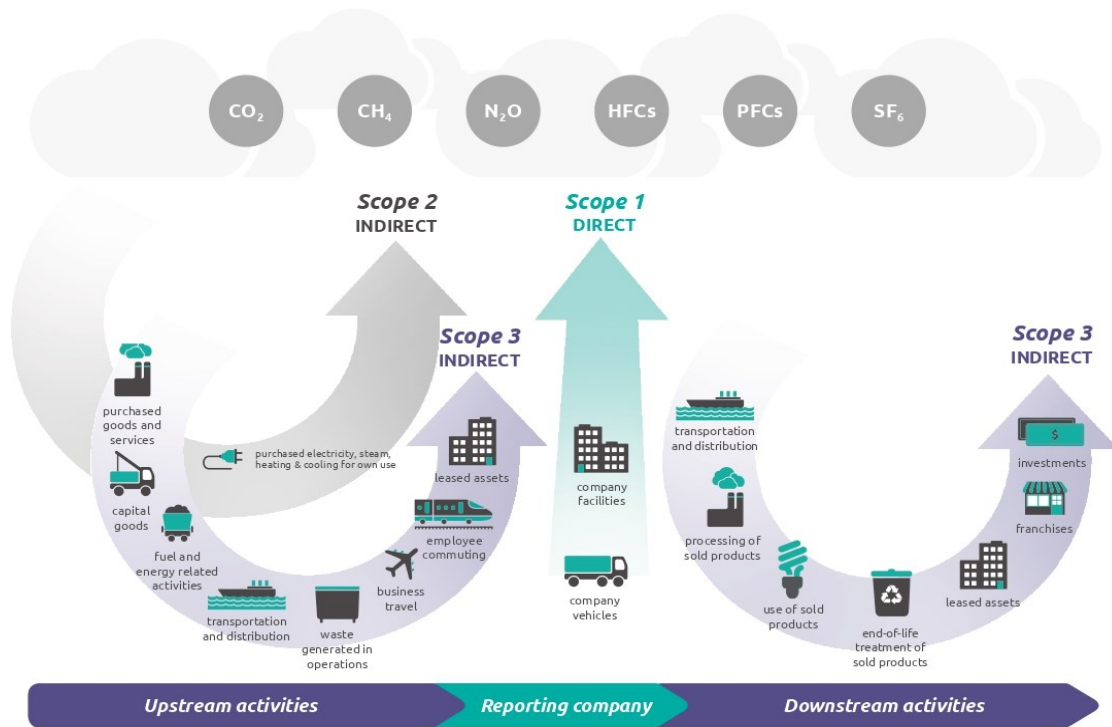 CO₂
CH₄
N₂O
HFCs
PFCs
SF₆
Scope 2
INDIRECT
Scope 1
DIRECT
Scope 3
INDIRECT
Scope 3
INDIRECT
purchased
goods and
services
capital
goods
fuel and
energy related
activities
purchased electricity, steam,
heating & cooling for own use
transportation
and distribution
waste
generated in
operations
business
travel
employee
commuting
leased assets
company
facilities
company
vehicles
transportation
and distribution
processing of
sold products
use of sold
products
end-of-life
treatment of
sold products
leased assets
franchises
$
investments
Upstream activities
Reporting company
Downstream activities